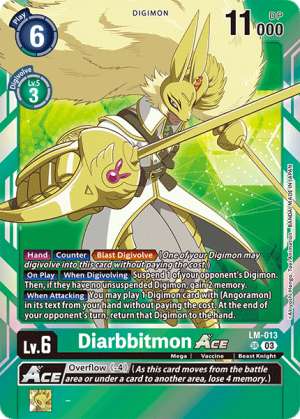 Play
6
DIGIMON
DP
11000
Lv.5
3
Hand Counter Blast Digivolve (One of your Digimon may
digivolve into this card without paying the cost.)
On Play When Digivolving Suspend 1 of your opponent's Digimon.
Then, if they have no unsuspended Digimon, gain 2 memory.
When Attacking You may play 1 Digimon card with [Angoramon]
in its text from your hand without paying the cost. At the end
of your opponent's turn, return that Digimon to the hand.
LM-013
Lv.6
Diarbbitmon ACE
03
Mega Vaccine Beast Knight
ACE Overflow ⟨-4⟩ (As this card moves from the battle
area or under a card to another area, lose 4 memory.)